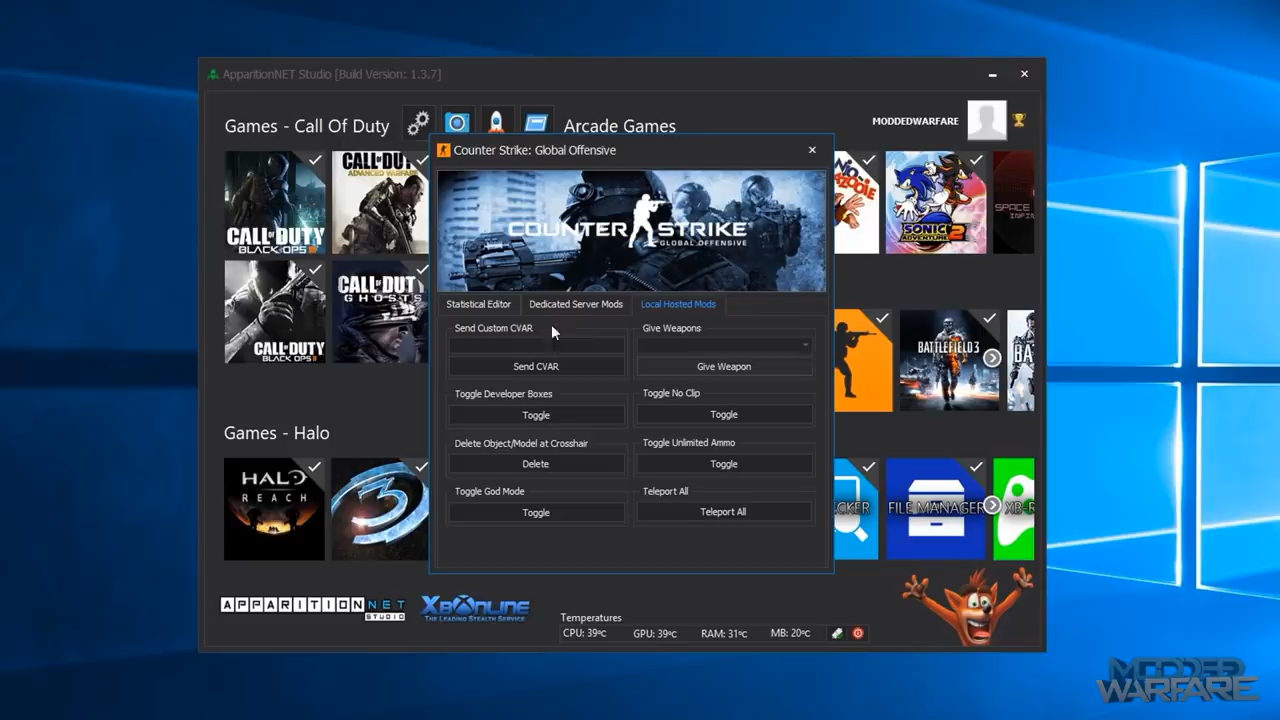 ApparitionNET Studio [Build Version: 1.3.7]
Games - Call Of Duty
Arcade Games
MODDEDWARFARE
Counter Strike: Global Offensive
COUNTER STRIKE
GLOBAL OFFENSIVE
CALL OF DUTY
BLACK OPS III
CALL OF DUTY
ADVANCED WARFARE
KAZOOIE
SONIC
ADVENTURE 2
SPACE
Statistical Editor
Dedicated Server Mods
Local Hosted Mods
Send Custom CVAR
Give Weapons
Send CVAR
Give Weapon
Toggle Developer Boxes
Toggle No Clip
Toggle
Toggle
Delete Object/Model at Crosshair
Toggle Unlimited Ammo
Delete
Toggle
Toggle God Mode
Teleport All
Toggle
Teleport All
CALL OF DUTY
BLACK OPS II
CALL OF DUTY
GHOSTS
BATTLEFIELD 3
BA
Games - Halo
HALO
REACH
3
CKER
FILE MANAGER
XB-
APPARITIONNET
STUDIO
XBONLINE
THE LEADING STEALTH SERVICE
Temperatures
CPU: 39°C
GPU: 39°C
RAM: 31°C
MB: 20°C
MODDED
WARFARE